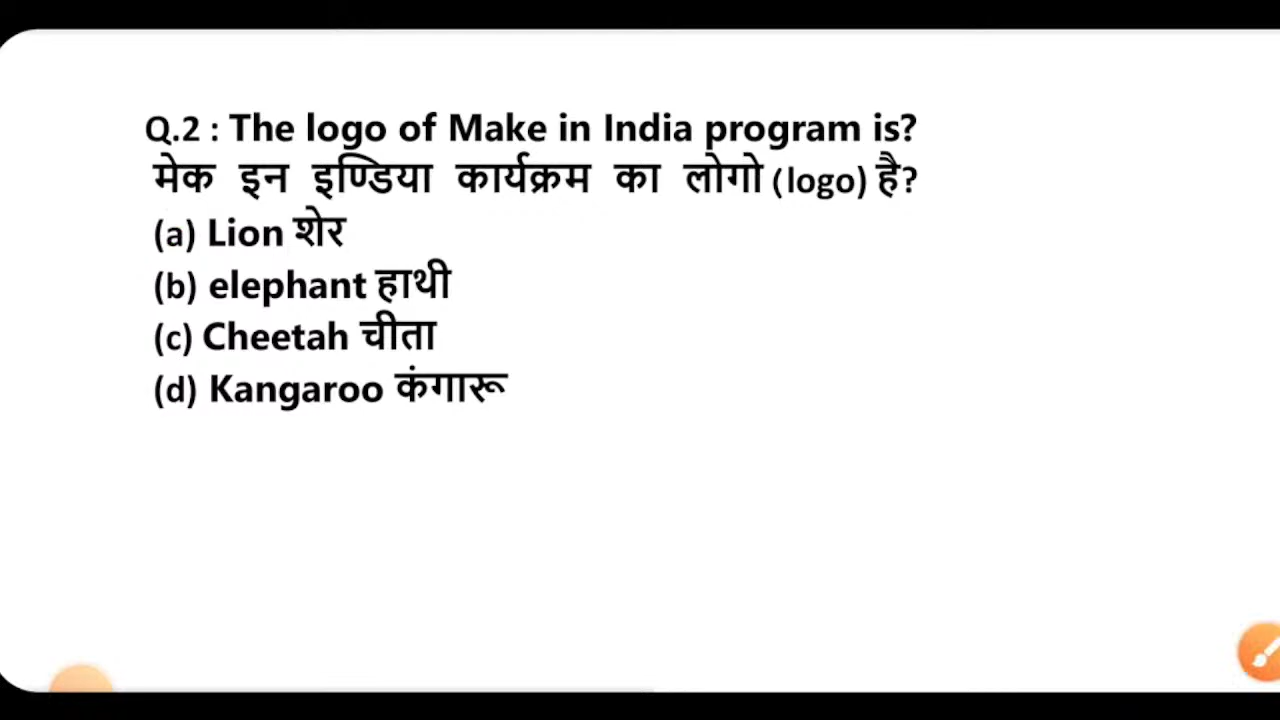 Q.2 : The logo of Make in India program is?
मेक इन इण्डिया कार्यक्रम का लोगो (logo) है?
(a) Lion शेर
(b) elephant हाथी
(c) Cheetah चीता
(d) Kangaroo कंगारू